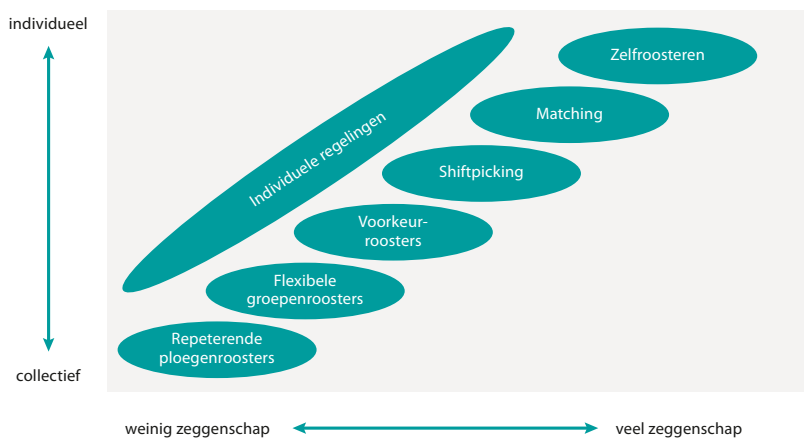 individueel
Zelfroosteren
Matching
Individuele regelingen
Shiftpicking
Voorkeur-
roosters
Flexibele
groepenroosters
Repeterende
ploegenroosters
collectief
weinig zeggenschap
veel zeggenschap